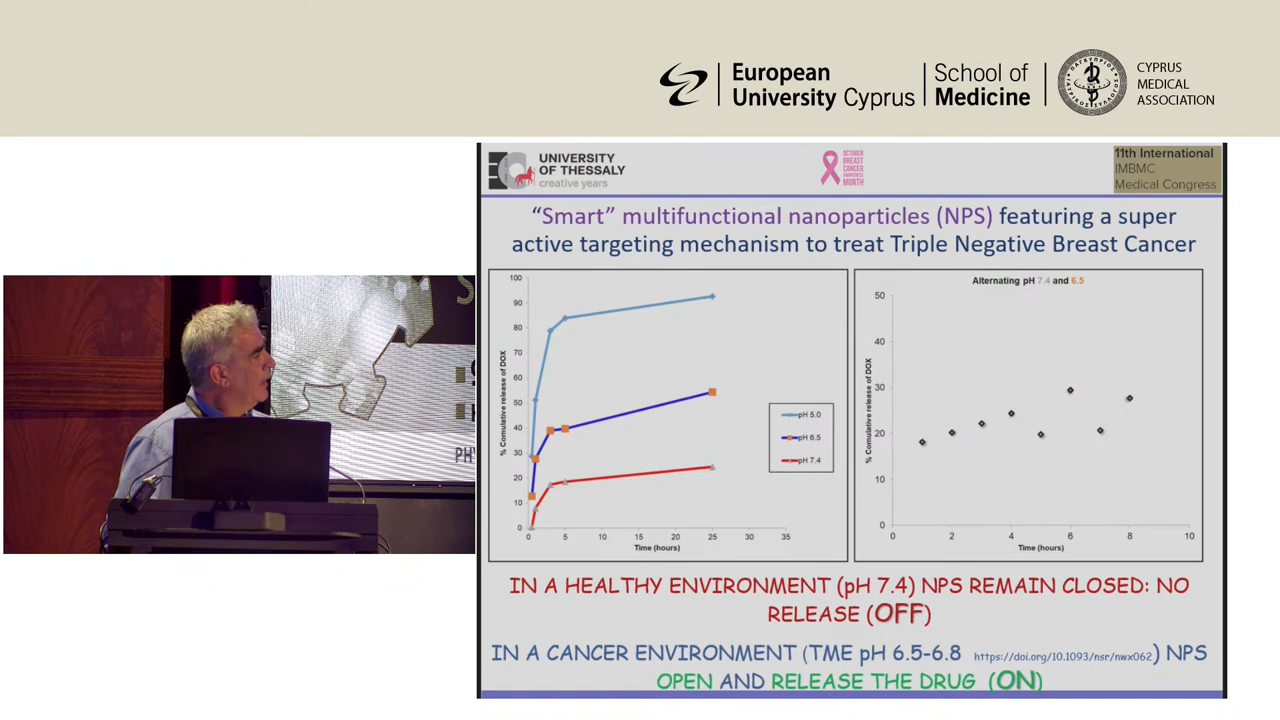 European
University Cyprus
School of
Medicine
CYPRUS
MEDICAL
ASSOCIATION
UNIVERSITY
OF THESSALY
creative years
OCTOBER
BREAST
CANCER
AWARENESS
MONTH
11th International
IMBMC
Medical Congress
“Smart” multifunctional nanoparticles (NPS) featuring a super
active targeting mechanism to treat Triple Negative Breast Cancer
% Comulative release of DOX
100
90
80
70
60
50
40
30
20
10
0
0 5 10 15 20 25 30 35
Time (hours)
pH 5.0
pH 6.5
pH 7.4
Alternating pH 7.4 and 6.5
% Comulative release of DOX
50
40
30
20
10
0
0 2 4 6 8 10
Time (hours)
IN A HEALTHY ENVIRONMENT (pH 7.4) NPS REMAIN CLOSED: NO
RELEASE (OFF)
IN A CANCER ENVIRONMENT (TME pH 6.5-6.8 https://doi.org/10.1093/nsr/nwx062) NPS
OPEN AND RELEASE THE DRUG (ON)